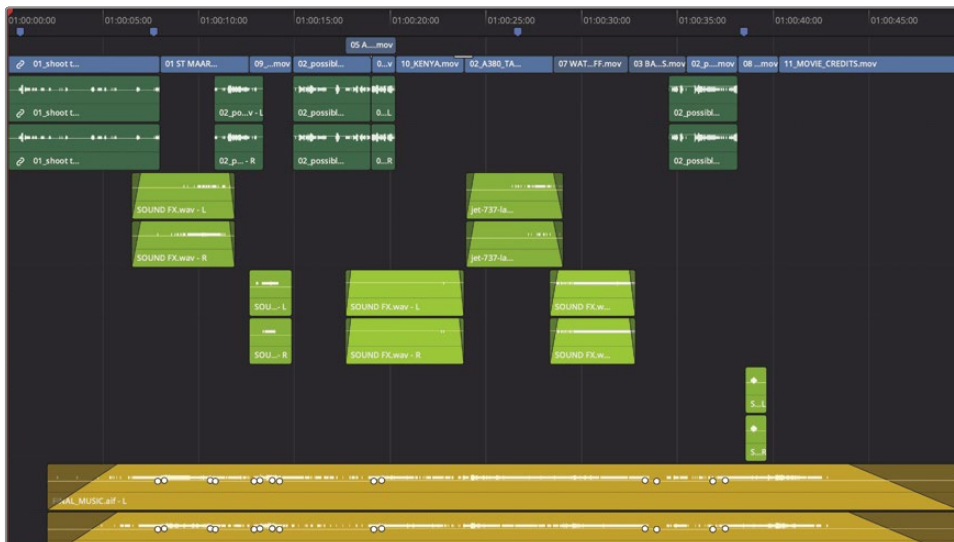 01:00:00:00 01:00:05:00 01:00:10:00 01:00:15:00 01:00:20:00 01:00:25:00 01:00:30:00 01:00:35:00 01:00:40:00 01:00:45:00
05 A....mov
01_shoot t... 01 ST MAAR... 09_...mov 02_possibl... 0...v 10_KENYA.mov 02_A380_TA... 07 WAT...FF.mov 03 BA...S.mov 02_p....mov 08 ...mov 11_MOVIE_CREDITS.mov
01_shoot t... 02_po...v - L 02_possibl... 0...L 02_possibl...
01_shoot t... 02_p... - R 02_possibl... 0...R 02_possibl...
SOUND FX.wav - L jet-737-la...
SOUND FX.wav - R jet-737-la...
SOU...- L SOUND FX.wav - L SOUND FX.w...
SOU...- R SOUND FX.wav - R SOUND FX.w...
S...L
S...R
FINAL_MUSIC.aif - L